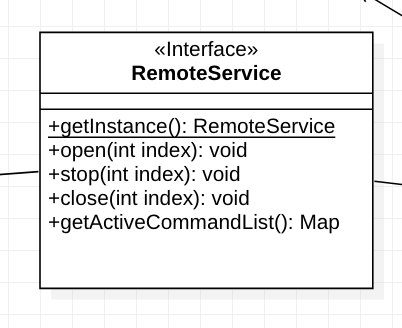 «Interface»
RemoteService
+getInstance(): RemoteService
+open(int index): void
+stop(int index): void
+close(int index): void
+getActiveCommandList(): Map